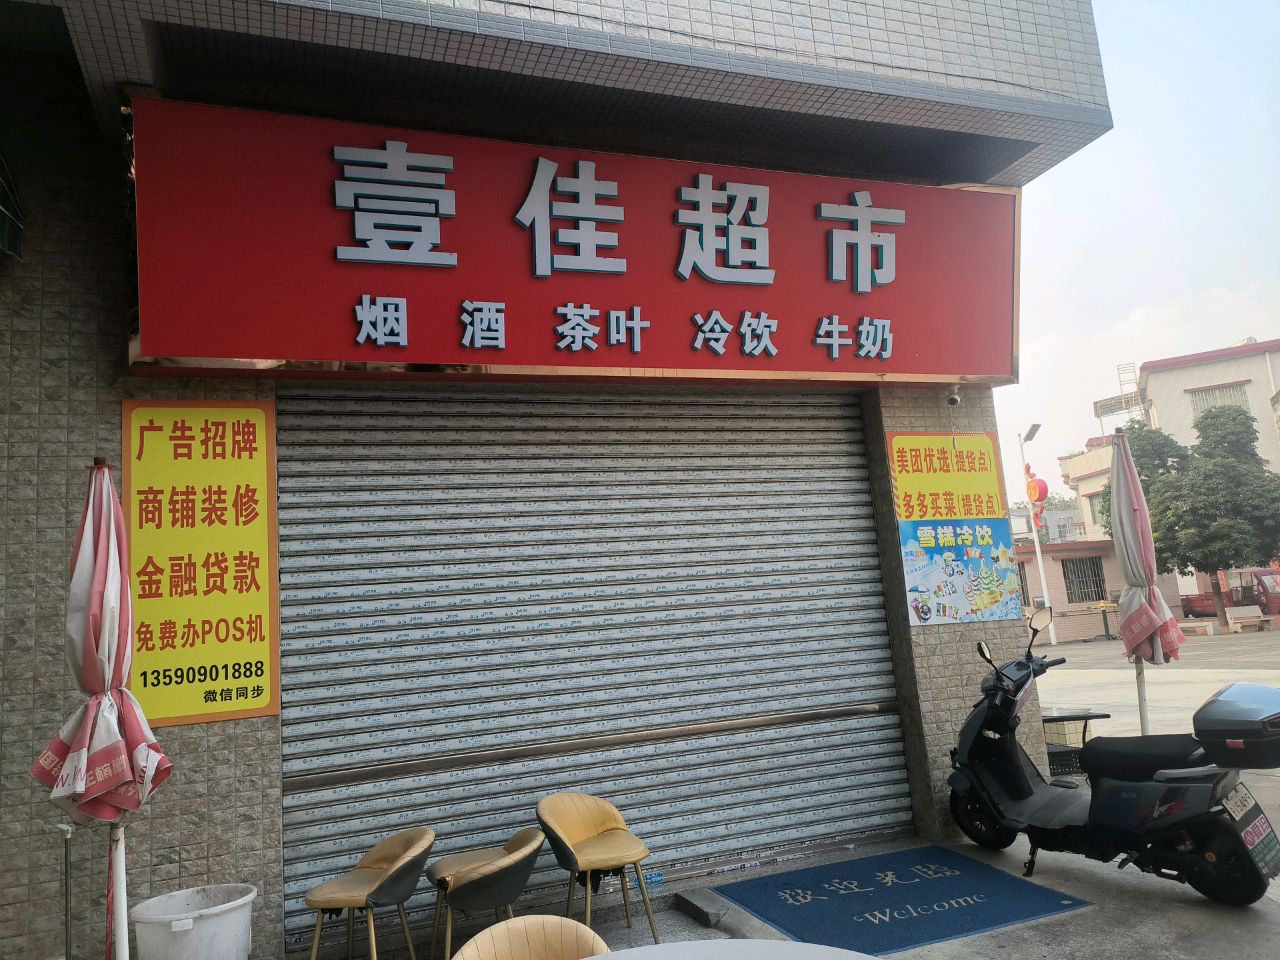 壹佳超市
烟 酒 茶叶 冷饮 牛奶
广告招牌
商铺装修
金融贷款
免费办POS机
13590901888
微信同步
美团优选(提货点)
多多买菜(提货点)
雪糕冷饮
欢迎光临
Welcome